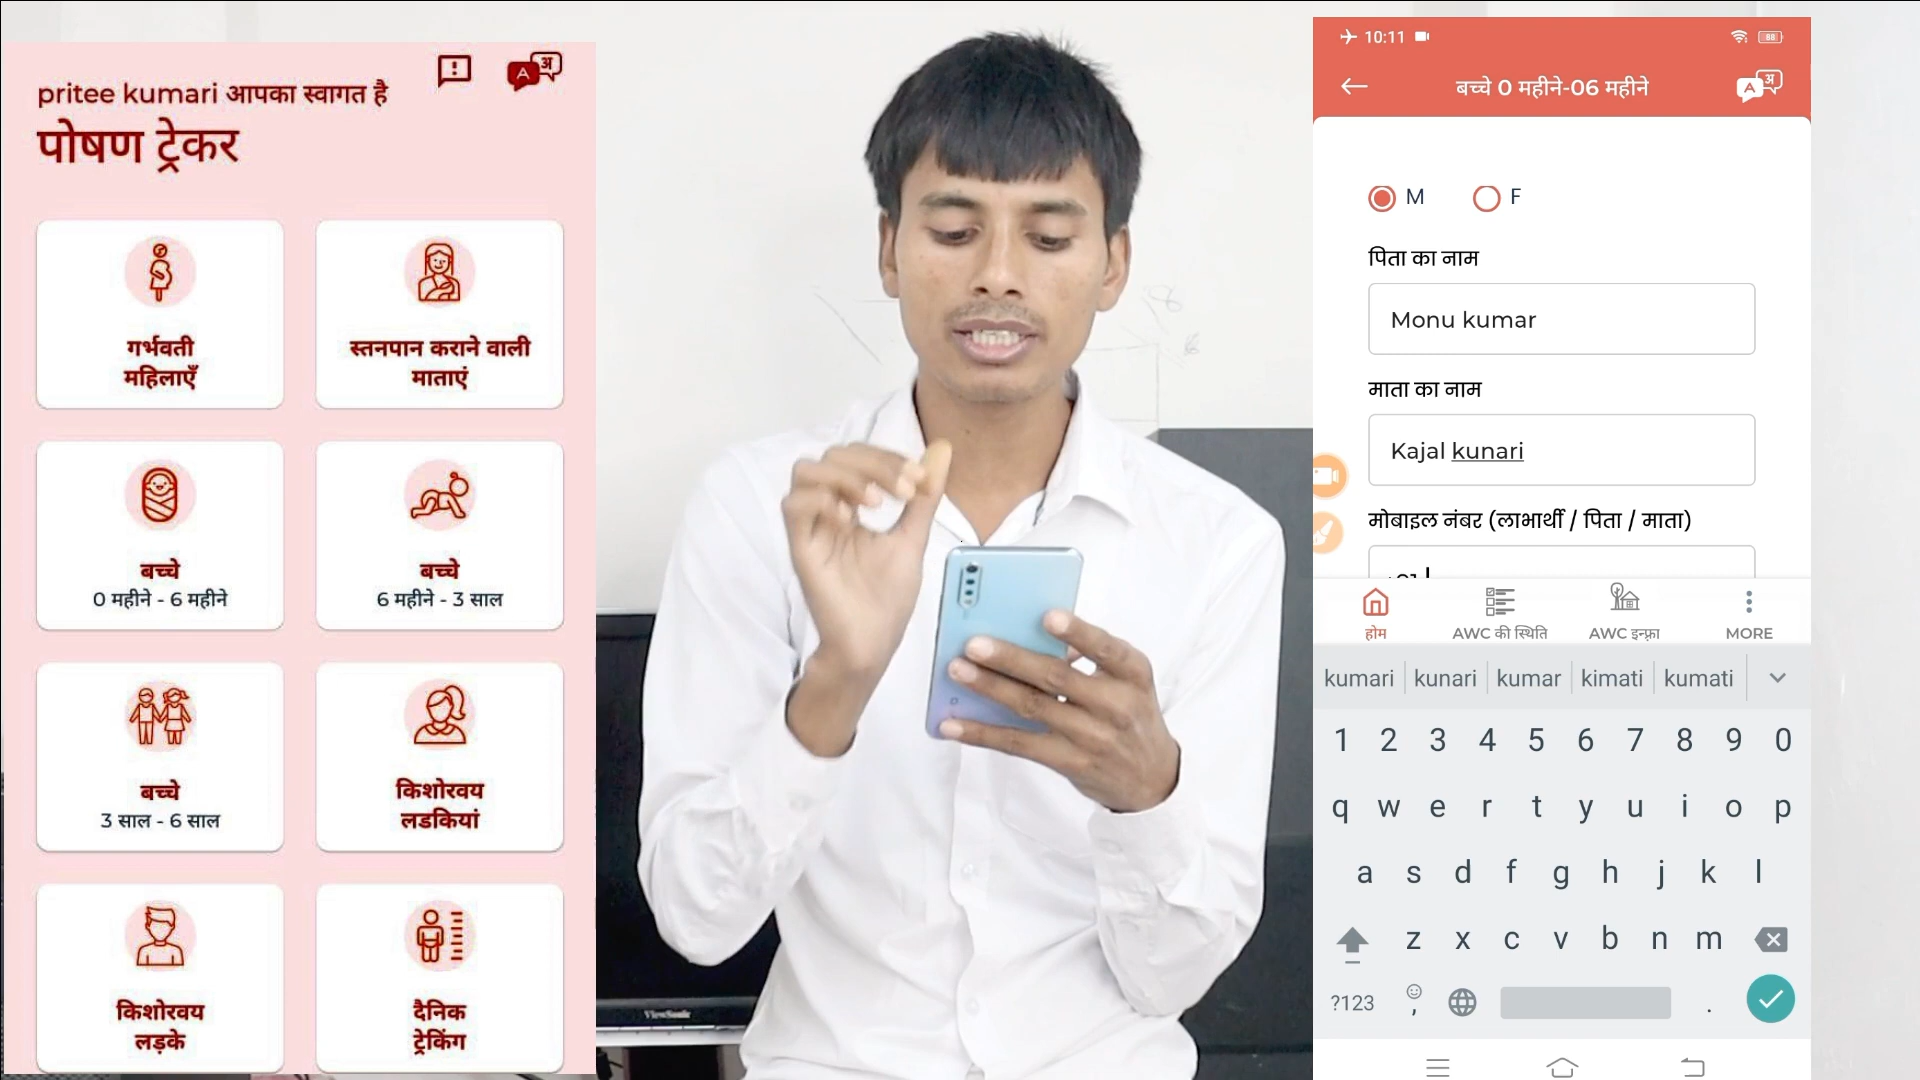 pritee kumari आपका स्वागत है
पोषण ट्रेकर
A अ
गर्भवती
महिलाएँ
स्तनपान कराने वाली
माताएं
बच्चे
0 महीने - 6 महीने
बच्चे
6 महीने - 3 साल
बच्चे
3 साल - 6 साल
किशोरवय
लडकियां
किशोरवय
लड़के
दैनिक
ट्रेकिंग
ViewSonic
10:11
88
बच्चे 0 महीने-06 महीने
A अ
M F
पिता का नाम
Monu kumar
माता का नाम
Kajal kunari
मोबाइल नंबर (लाभार्थी / पिता / माता)
होम
AWC की स्थिति
AWC इन्फ़्रा
MORE
kumari kunari kumar kimati kumati
1 2 3 4 5 6 7 8 9 0
q w e r t y u i o p
a s d f g h j k l
z x c v b n m
?123 , .